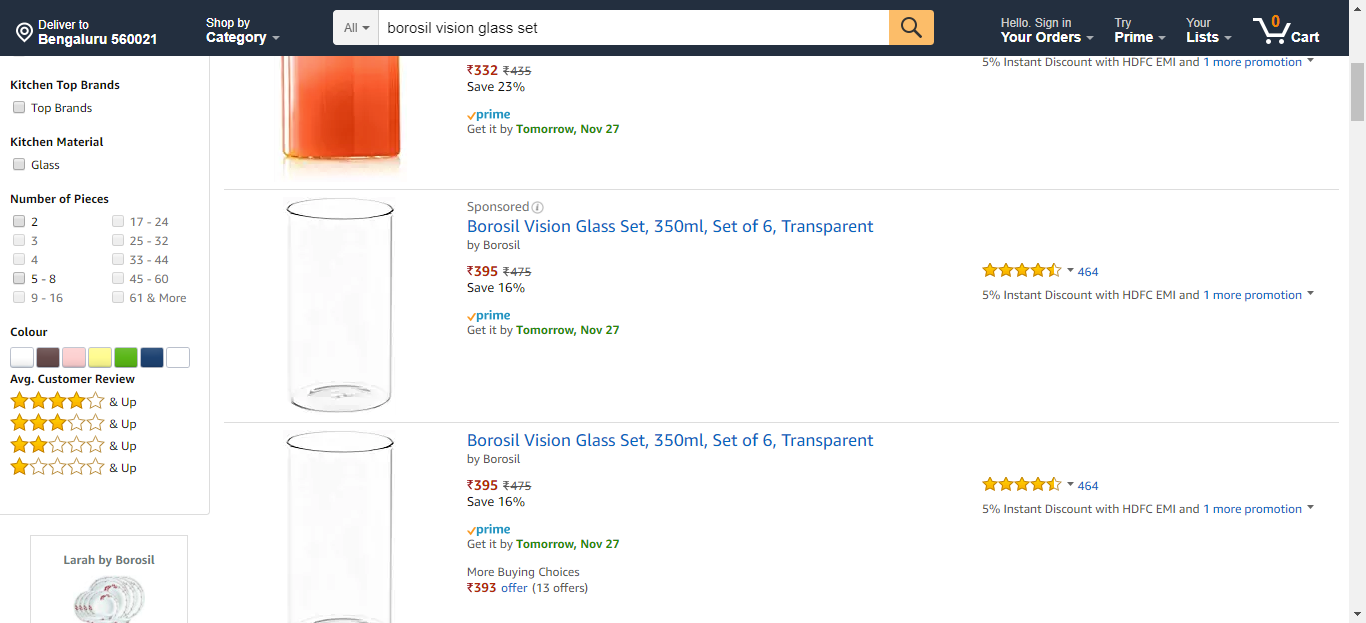 Deliver to
Bengaluru 560021
Shop by
Category
All
borosil vision glass set
Hello. Sign in
Your Orders
Try
Prime
Your
Lists
0
Cart
Kitchen Top Brands
Top Brands
Kitchen Material
Glass
Number of Pieces
2
17 - 24
3
25 - 32
4
33 - 44
5 - 8
45 - 60
9 - 16
61 & More
Colour
Avg. Customer Review
& Up
& Up
& Up
& Up
Larah by Borosil
₹332 ₹435
Save 23%
prime
Get it by Tomorrow, Nov 27
5% Instant Discount with HDFC EMI and 1 more promotion
Sponsored
Borosil Vision Glass Set, 350ml, Set of 6, Transparent
by Borosil
₹395 ₹475
Save 16%
prime
Get it by Tomorrow, Nov 27
464
5% Instant Discount with HDFC EMI and 1 more promotion
Borosil Vision Glass Set, 350ml, Set of 6, Transparent
by Borosil
₹395 ₹475
Save 16%
prime
Get it by Tomorrow, Nov 27
More Buying Choices
₹393 offer (13 offers)
464
5% Instant Discount with HDFC EMI and 1 more promotion